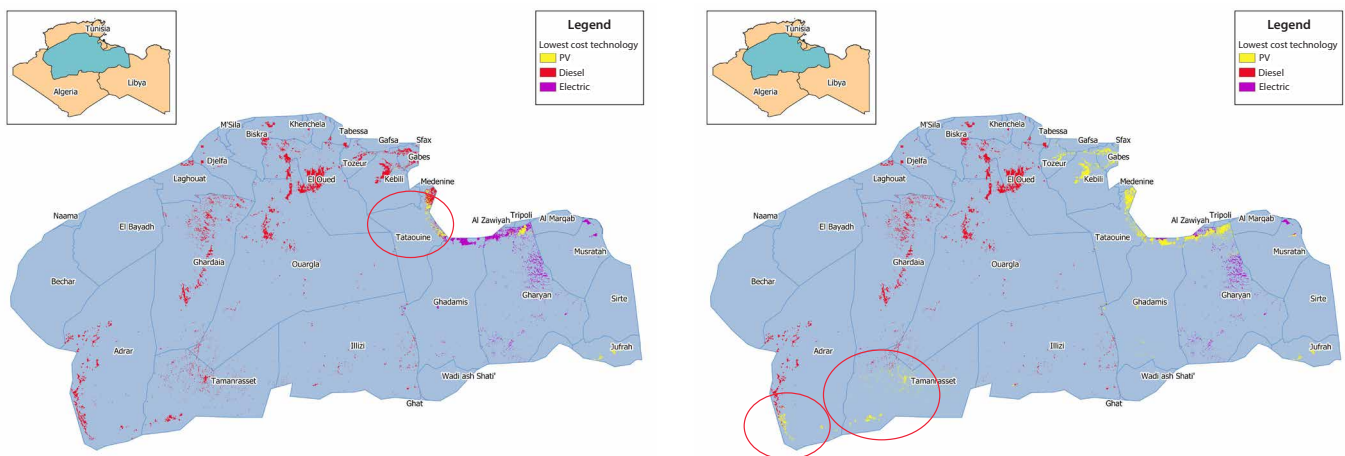 Tunisia
Algeria
Libya
Legend
Lowest cost technology
PV
Diesel
Electric
M'Sila
Khenchela
Biskra
Tabessa
Gafsa
Sfax
Djelfa
Tozeur
Gabes
Laghouat
El Oued
Kebili
Medenine
Naama
El Bayadh
Al Zawiyah
Tripoli
Al Marqab
Tataouine
Musratah
Ghardaia
Ouargla
Bechar
Ghadamis
Gharyan
Sirte
Adrar
Illizi
Jufrah
Tamanrasset
Wadi ash Shati'
Ghat
Tunisia
Algeria
Libya
Legend
Lowest cost technology
PV
Diesel
Electric
M'Sila
Khenchela
Biskra
Tabessa
Gafsa
Sfax
Djelfa
Tozeur
Gabes
Laghouat
El Oued
Kebili
Medenine
Naama
El Bayadh
Al Zawiyah
Tripoli
Al Marqab
Tataouine
Musratah
Ghardaia
Ouargla
Bechar
Ghadamis
Gharyan
Sirte
Adrar
Illizi
Jufrah
Tamanrasset
Wadi ash Shati'
Ghat